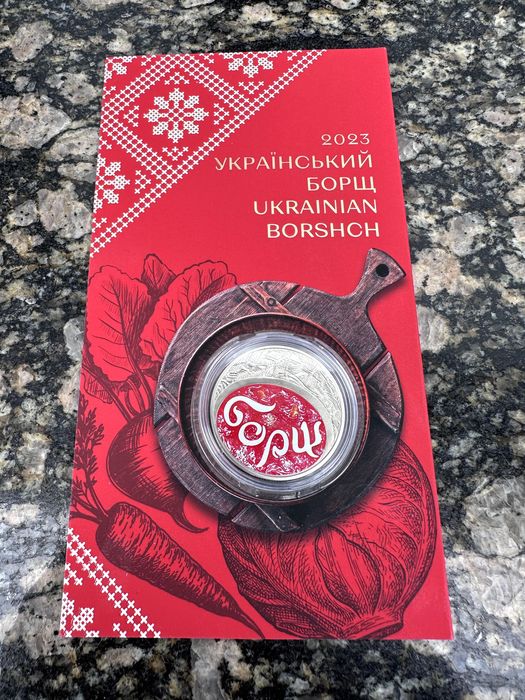 2023
УКРАЇНСЬКИЙ
БОРЩ
UKRAINIAN
BORSHCH
Борщ